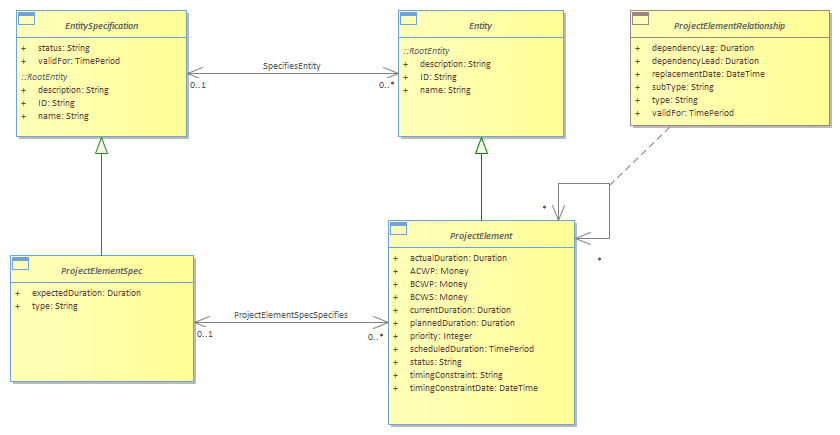 EntitySpecification
+ status: String
+ validFor: TimePeriod
::RootEntity
+ description: String
+ ID: String
+ name: String
SpecifiesEntity
0..1
0..*
Entity
::RootEntity
+ description: String
+ ID: String
+ name: String
ProjectElementRelationship
+ dependencyLag: Duration
+ dependencyLead: Duration
+ replacementDate: DateTime
+ subType: String
+ type: String
+ validFor: TimePeriod
*
*
ProjectElementSpec
+ expectedDuration: Duration
+ type: String
ProjectElementSpecSpecifies
0..1
0..*
ProjectElement
+ actualDuration: Duration
+ ACWP: Money
+ BCWP: Money
+ BCWS: Money
+ currentDuration: Duration
+ plannedDuration: Duration
+ priority: Integer
+ scheduledDuration: TimePeriod
+ status: String
+ timingConstraint: String
+ timingConstraintDate: DateTime